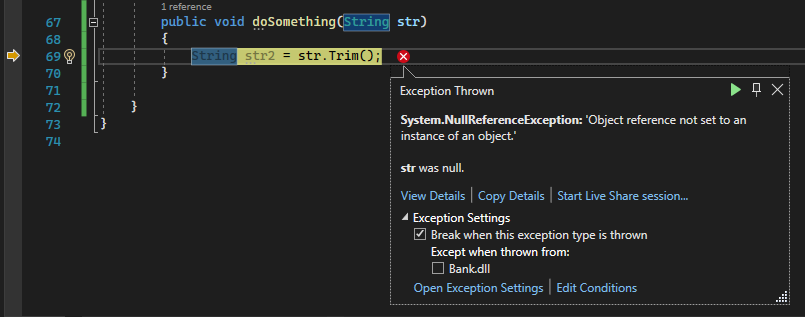 1 reference
67 public void doSomething(String str)
68 {
69 String str2 = str.Trim();
70 }
71
72 }
73 }
74
Exception Thrown
System.NullReferenceException: 'Object reference not set to an
instance of an object.'
str was null.
View Details | Copy Details | Start Live Share session...
Exception Settings
Break when this exception type is thrown
Except when thrown from:
Bank.dll
Open Exception Settings | Edit Conditions